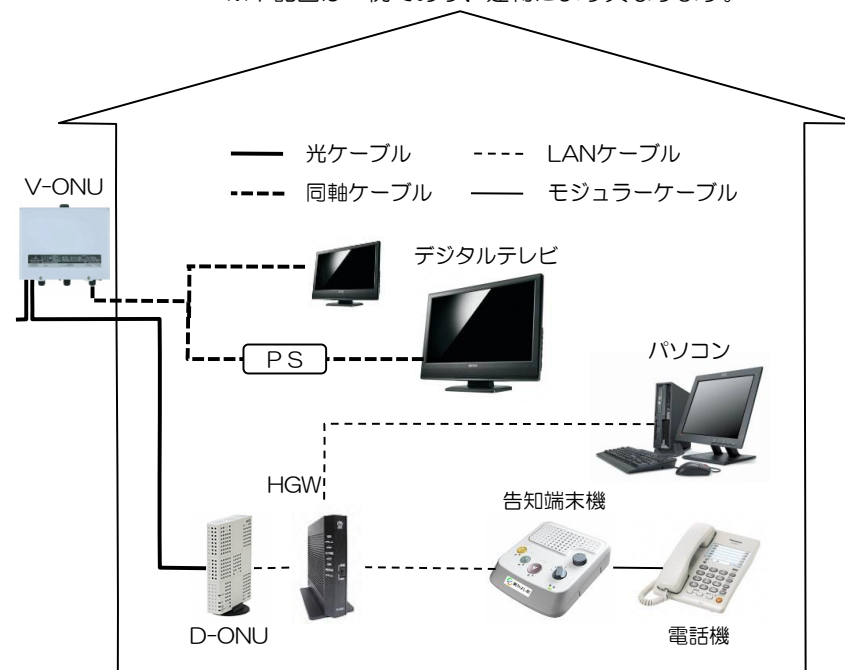 光ケーブル
LANケーブル
同軸ケーブル
モジュラーケーブル
V-ONU
デジタルテレビ
PS
パソコン
HGW
告知端末機
D-ONU
電話機